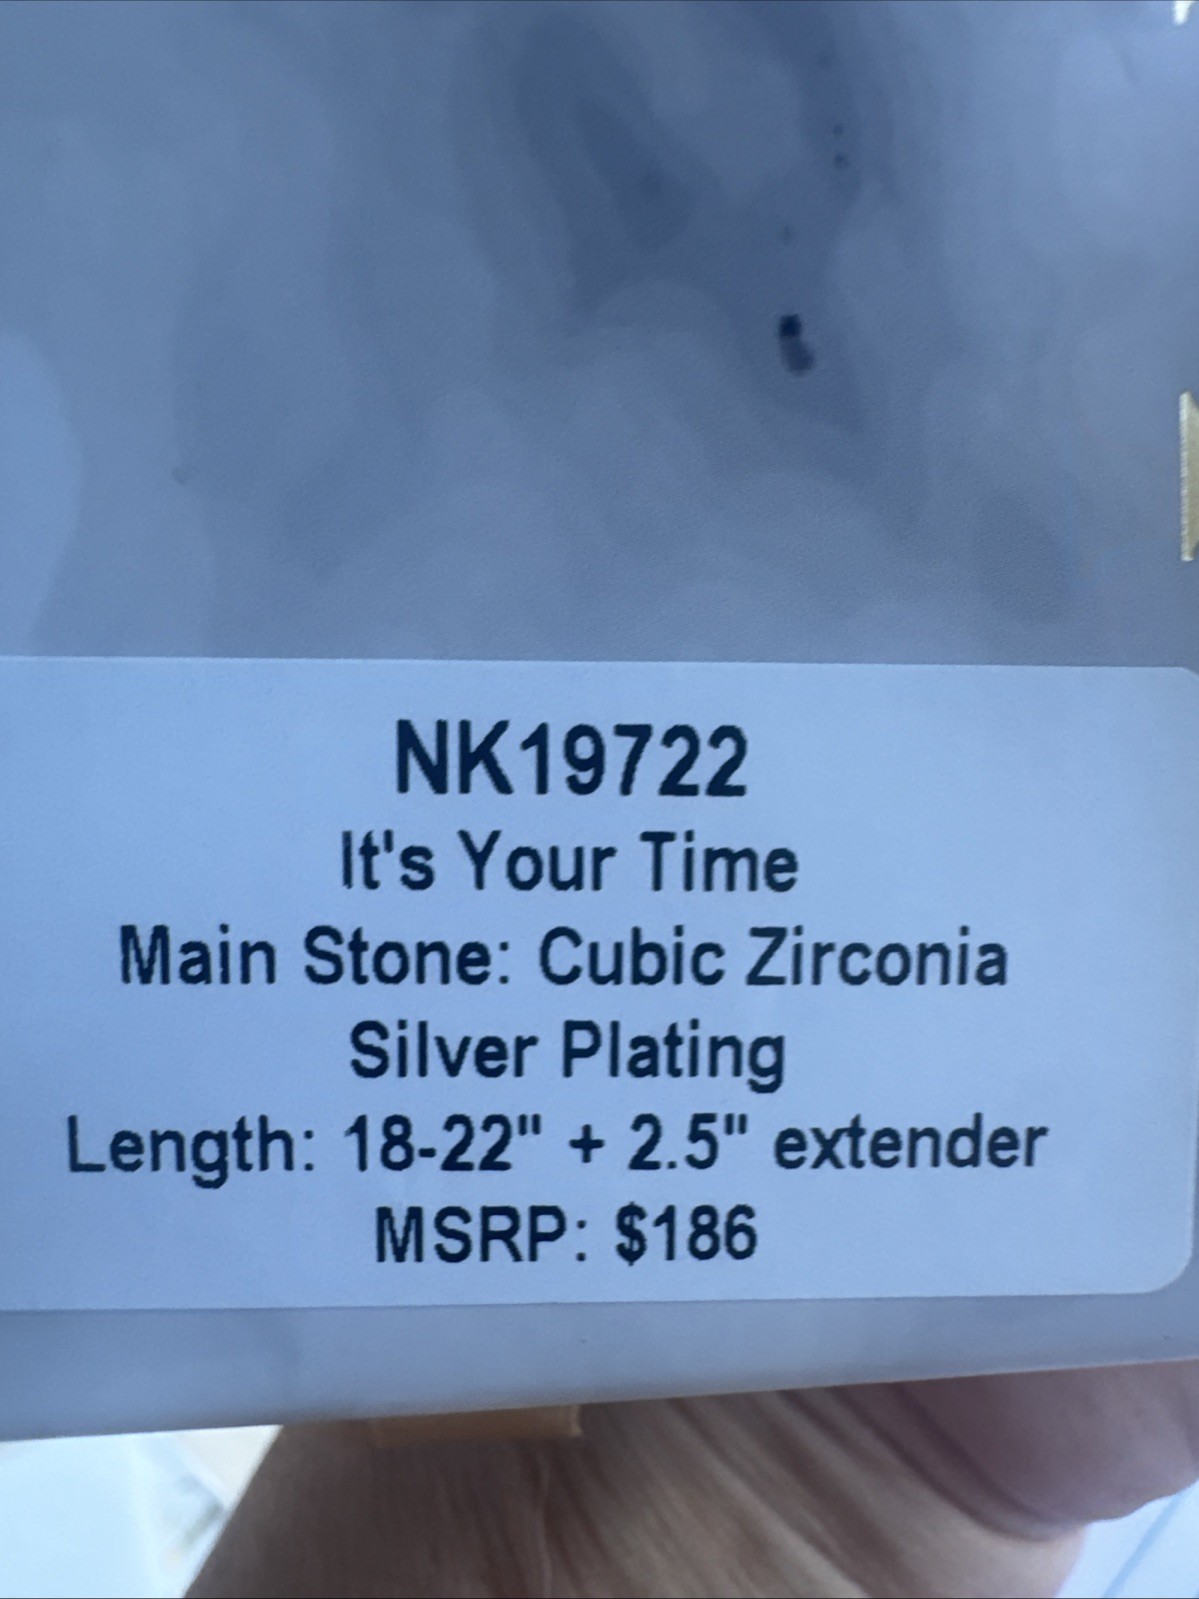 NK19722
It's Your Time
Main Stone: Cubic Zirconia
Silver Plating
Length: 18-22" + 2.5" extender
MSRP: $186